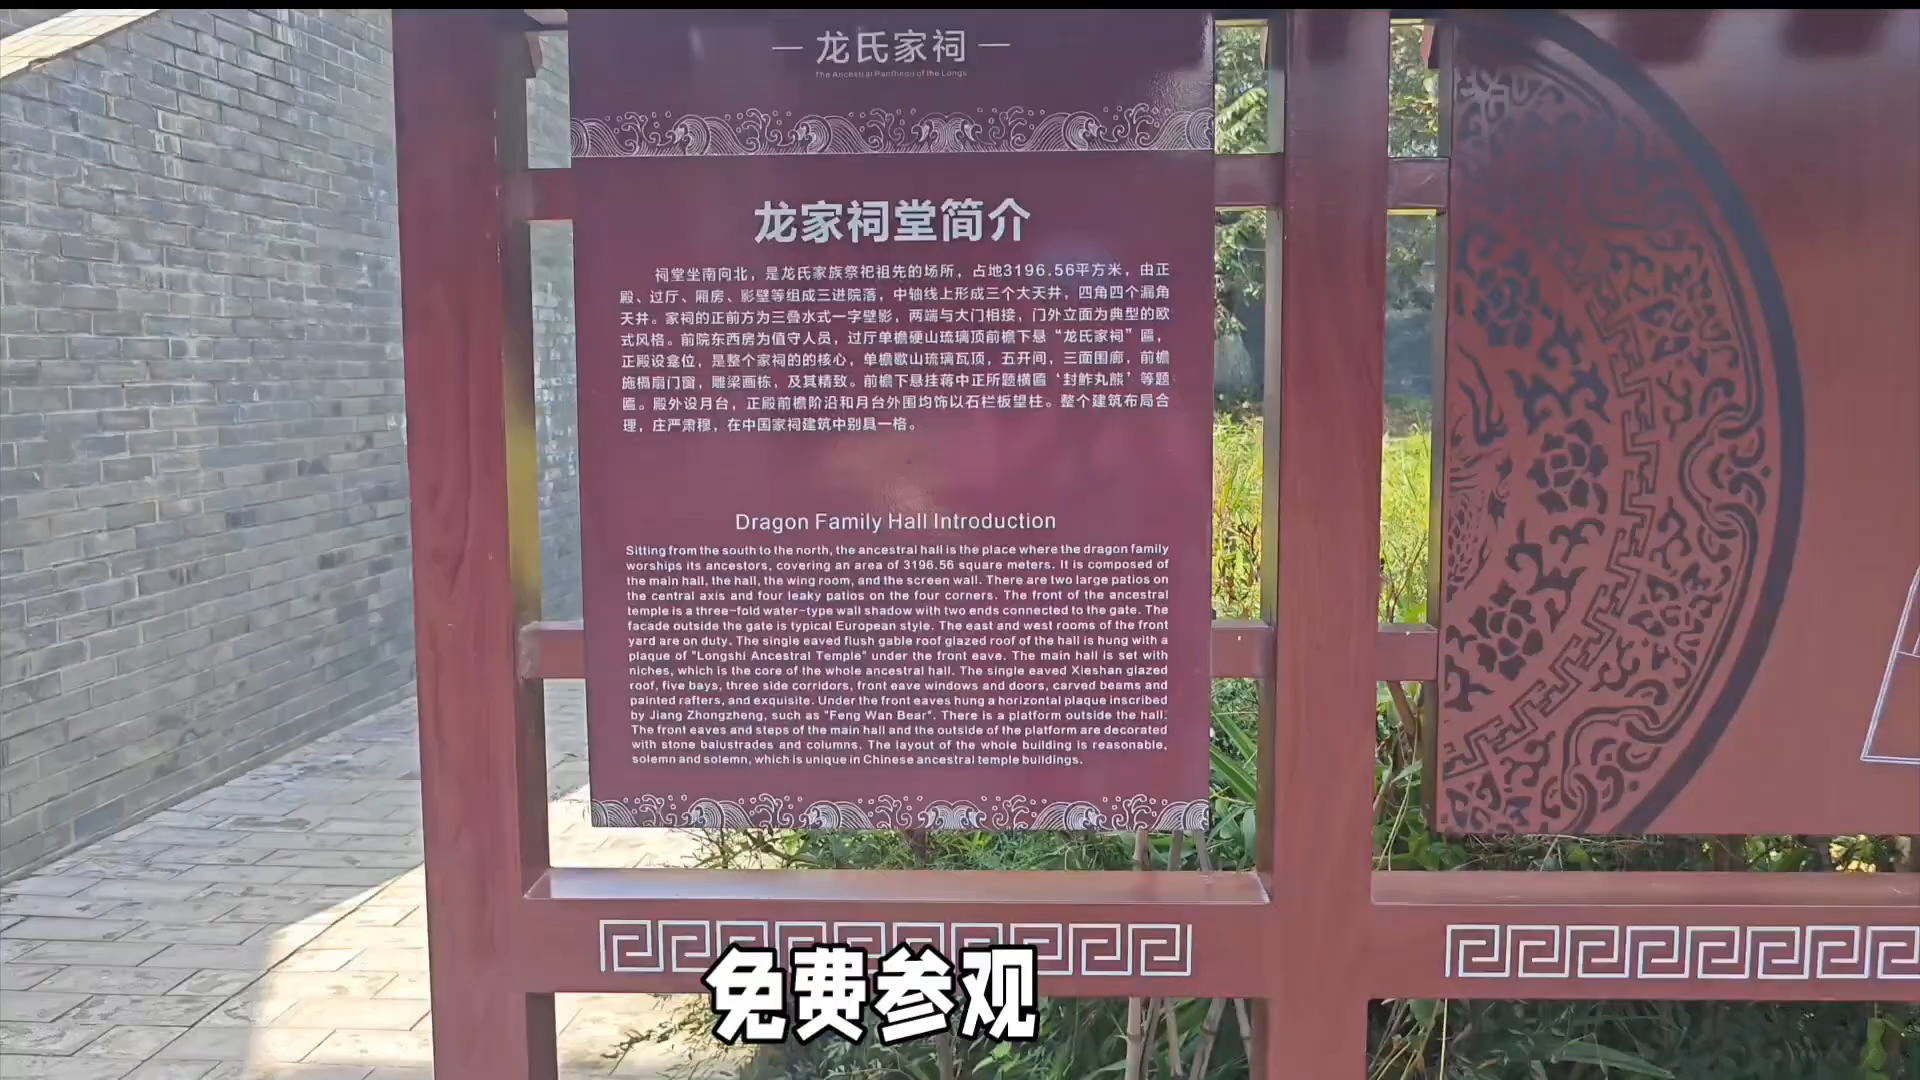 — 龙氏家祠 —
The Ancestral Pantheon of the Longs
龙家祠堂简介
祠堂坐南向北，是龙氏家族祭祀祖先的场所，占地3196.56平方米，由正
殿、过厅、厢房、影壁等组成三进院落，中轴线上形成三个大天井，四角四个漏角
天井。家祠的正前方为三叠水式一字壁影，两端与大门相接，门外立面为典型的欧
式风格。前院东西房为值守人员，过厅单檐硬山琉璃顶前檐下悬“龙氏家祠”匾，
正殿设龛位，是整个家祠的的核心，单檐歇山琉璃瓦顶，五开间，三面围廊，前檐
施槅扇门窗，雕梁画栋，及其精致。前檐下悬挂蒋中正所题横匾‘封鲊丸熊’等题
匾。殿外设月台，正殿前檐阶沿和月台外围均饰以石栏板望柱。整个建筑布局合
理，庄严肃穆，在中国家祠建筑中别具一格。
Dragon Family Hall Introduction
Sitting from the south to the north, the ancestral hall is the place where the dragon family
worships its ancestors, covering an area of 3196.56 square meters. It is composed of
the main hall, the hall, the wing room, and the screen wall. There are two large patios on
the central axis and four leaky patios on the four corners. The front of the ancestral
temple is a three-fold water-type wall shadow with two ends connected to the gate. The
facade outside the gate is typical European style. The east and west rooms of the front
yard are on duty. The single eaved flush gable roof glazed roof of the hall is hung with a
plaque of "Longshi Ancestral Temple" under the front eave. The main hall is set with
niches, which is the core of the whole ancestral hall. The single eaved Xieshan glazed
roof, five bays, three side corridors, front eave windows and doors, carved beams and
painted rafters, and exquisite. Under the front eaves hung a horizontal plaque inscribed
by Jiang Zhongzheng, such as "Feng Wan Bear". There is a platform outside the hall.
The front eaves and steps of the main hall and the outside of the platform are decorated
with stone balustrades and columns. The layout of the whole building is reasonable,
solemn and solemn, which is unique in Chinese ancestral temple buildings.
免费参观